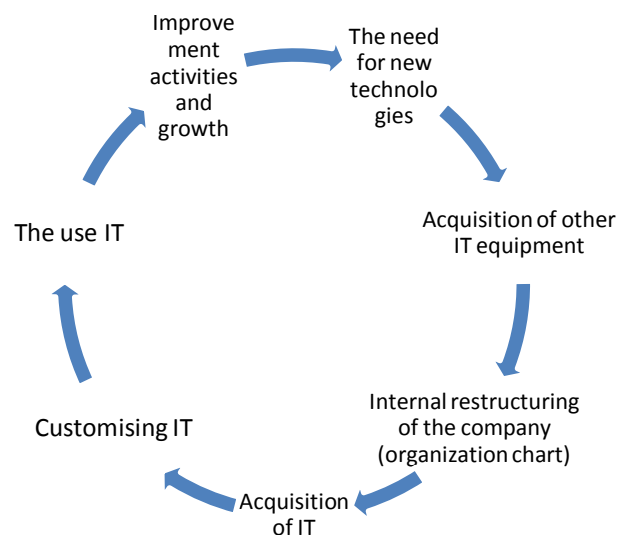 Improve
ment
activities
and
growth
The need
for new
technolo
gies
Acquisition of other
IT equipment
Internal restructuring
of the company
(organization chart)
Acquisition
of IT
Customising IT
The use IT